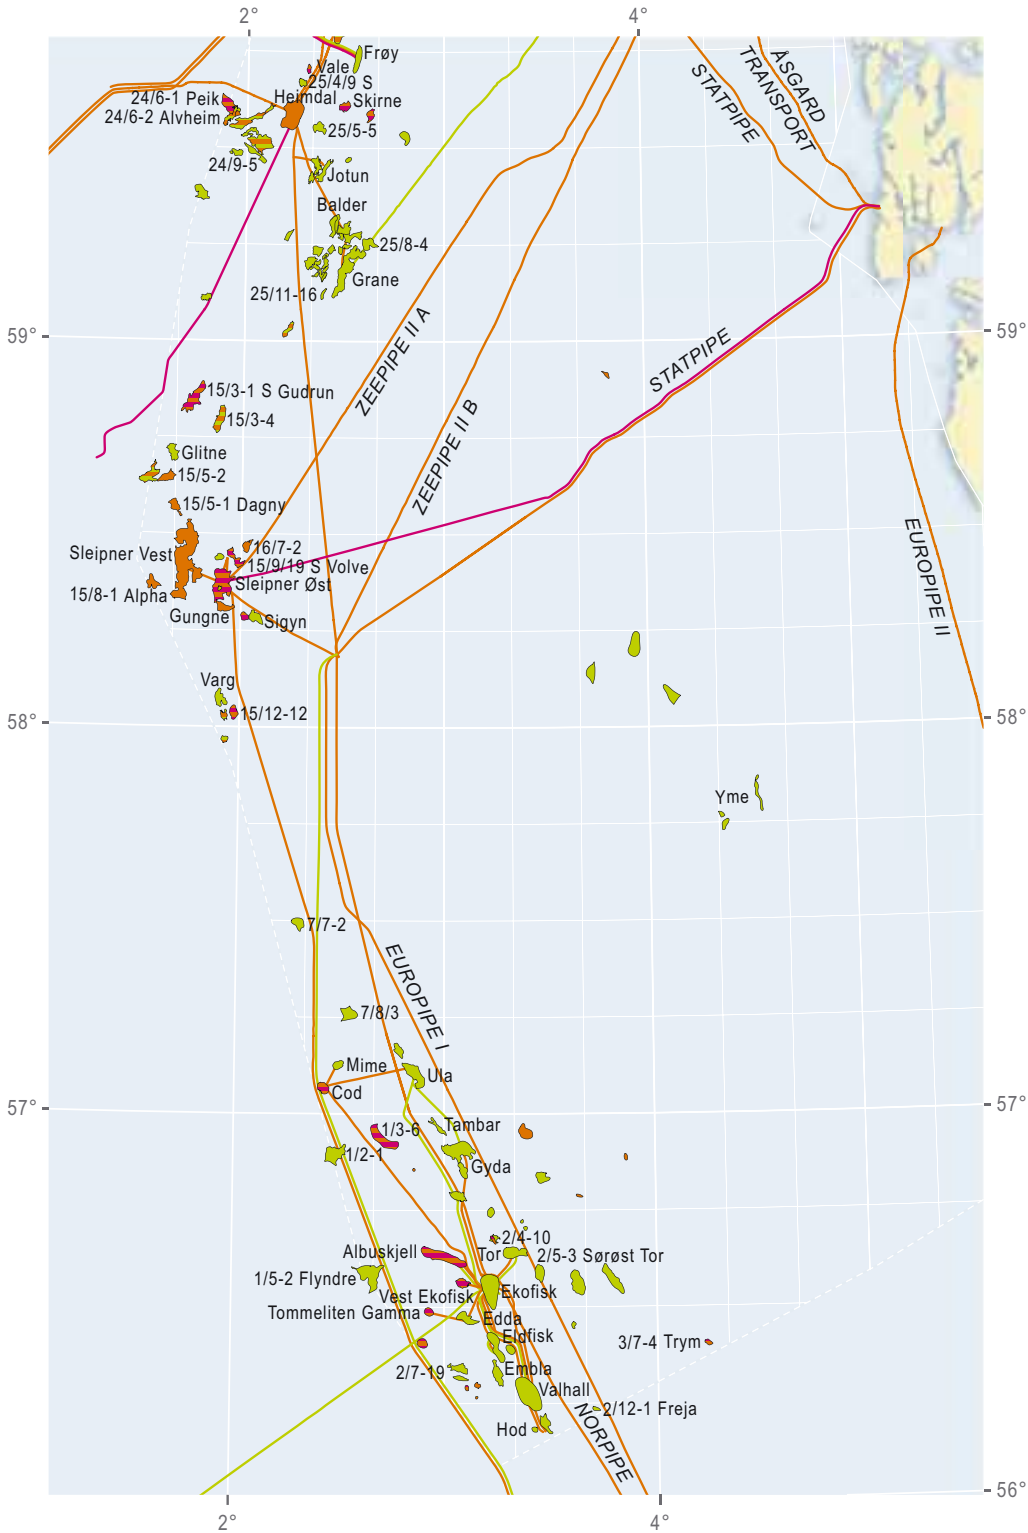 2°
4°
Frøy
Vale
25/4/9 S
24/6-1 Peik
Heimdal
Skirne
24/6-2 Alvheim
25/5-5
24/9-5
Jotun
Balder
25/8-4
Grane
25/11-16
STATPIPE
ÅSGARD
TRANSPORT
59°
59°
ZEEPIPE II A
STATPIPE
15/3-1 S Gudrun
15/3-4
ZEEPIPE II B
Glitne
15/5-2
15/5-1 Dagny
EUROPIPE II
Sleipner Vest
16/7-2
15/9/19 S Volve
Sleipner Øst
15/8-1 Alpha
Gungne
Sigyn
Varg
15/12-12
58°
58°
Yme
7/7-2
EUROPIPE I
7/8/3
Mime
Ula
Cod
57°
57°
1/3-6
Tambar
1/2-1
Gyda
2/4-10
Albuskjell
Tor
2/5-3 Sørøst Tor
1/5-2 Flyndre
Ekofisk
Vest Ekofisk
Tommeliten Gamma
Edda
Eldfisk
3/7-4 Trym
2/7-19
Embla
Valhall
2/12-1 Freja
Hod
NORPIPE
56°
2°
4°